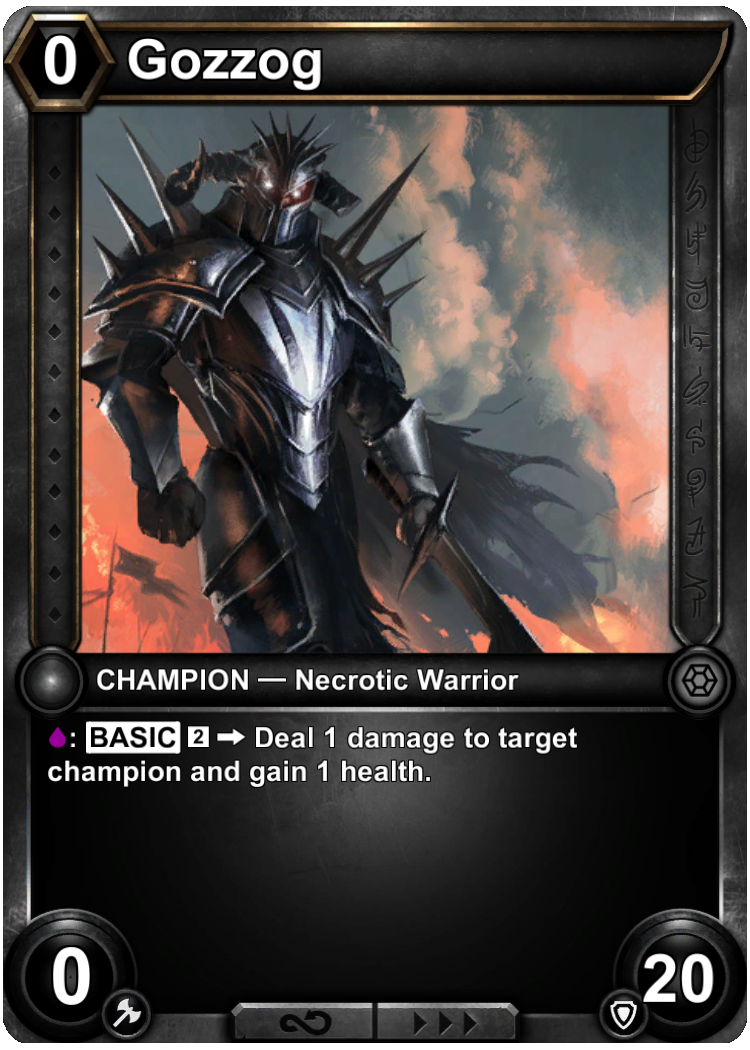 0 Gozzog
CHAMPION — Necrotic Warrior
: BASIC 2 → Deal 1 damage to target
champion and gain 1 health.
0
20